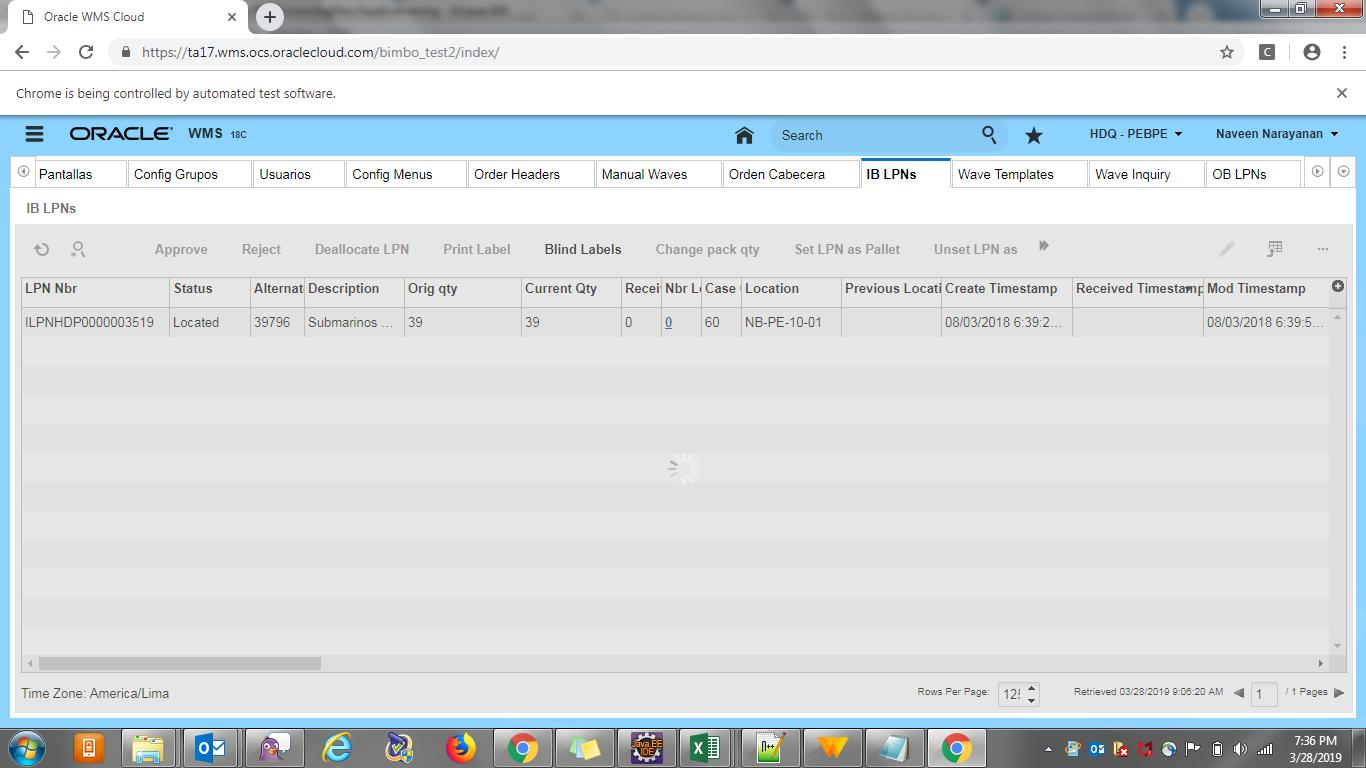 Oracle WMS Cloud
https://ta17.wms.ocs.oraclecloud.com/bimbo_test2/index/
Chrome is being controlled by automated test software.
ORACLE WMS 18C Search HDQ - PEBPE Naveen Narayanan
Pantallas Config Grupos Usuarios Config Menus Order Headers Manual Waves Orden Cabecera IB LPNs Wave Templates Wave Inquiry OB LPNs
IB LPNs
Approve Reject Deallocate LPN Print Label Blind Labels Change pack qty Set LPN as Pallet Unset LPN as
LPN Nbr Status Alternat Description Orig qty Current Qty Recei Nbr L Case Location Previous Locati Create Timestamp Received Timestamp Mod Timestamp
ILPNHDP0000003519 Located 39796 Submarinos ... 39 39 0 0 60 NB-PE-10-01 08/03/2018 6:39:2... 08/03/2018 6:39:5...
Time Zone: America/Lima Rows Per Page: 125 Retrieved 03/28/2019 9:06:20 AM 1 / 1 Pages
7:36 PM
3/28/2019